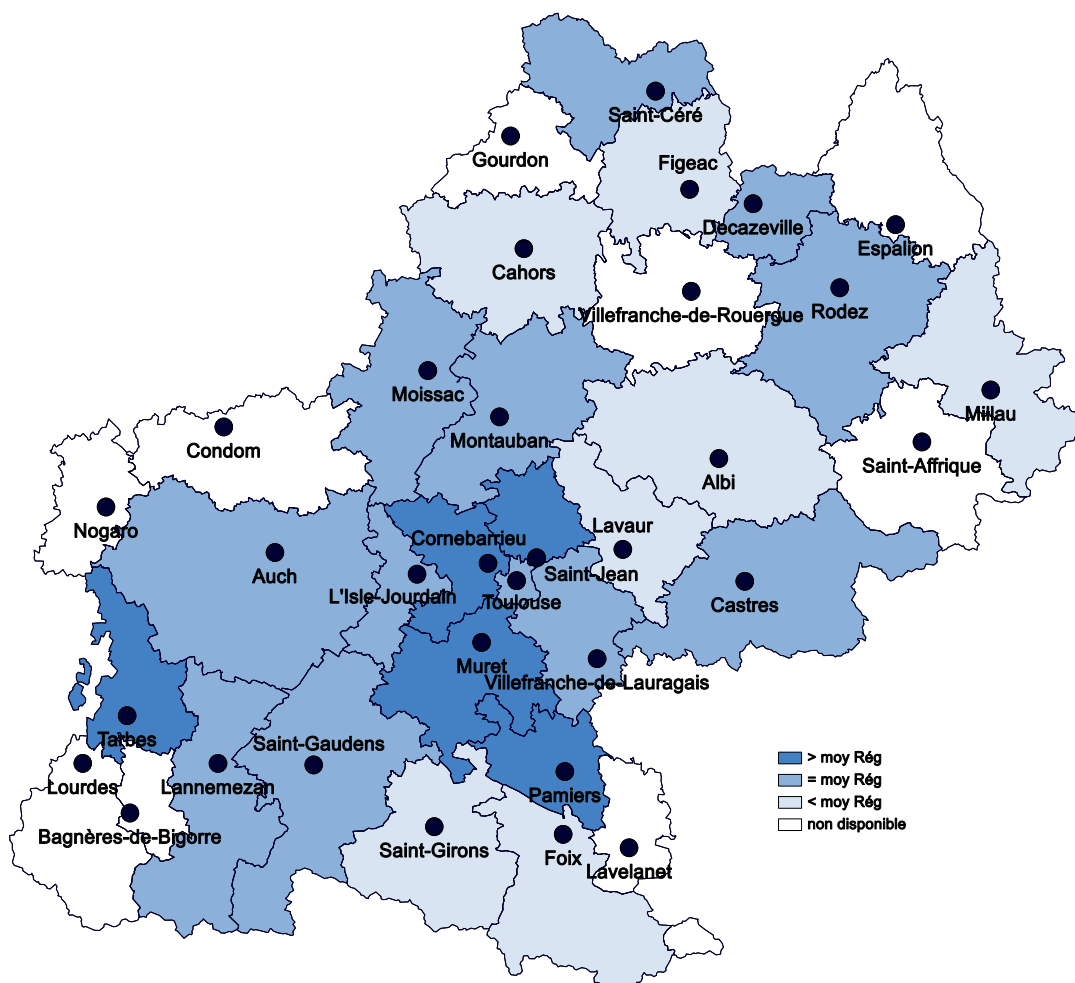 Saint-Céré
Gourdon
Figeac
Decazeville
Espalion
Cahors
Villefranche-de-Rouergue
Rodez
Moissac
Millau
Montauban
Condom
Saint-Affrique
Albi
Nogaro
Lavaur
Cornebarrieu
Auch
L'Isle-Jourdain
Saint-Jean
Toulouse
Castres
Muret
Villefranche-de-Lauragais
Tarbes
Saint-Gaudens
Lourdes
Lannemezan
Pamiers
Bagnères-de-Bigorre
Saint-Girons
Foix
Lavelanet
> moy Rég
= moy Rég
< moy Rég
non disponible